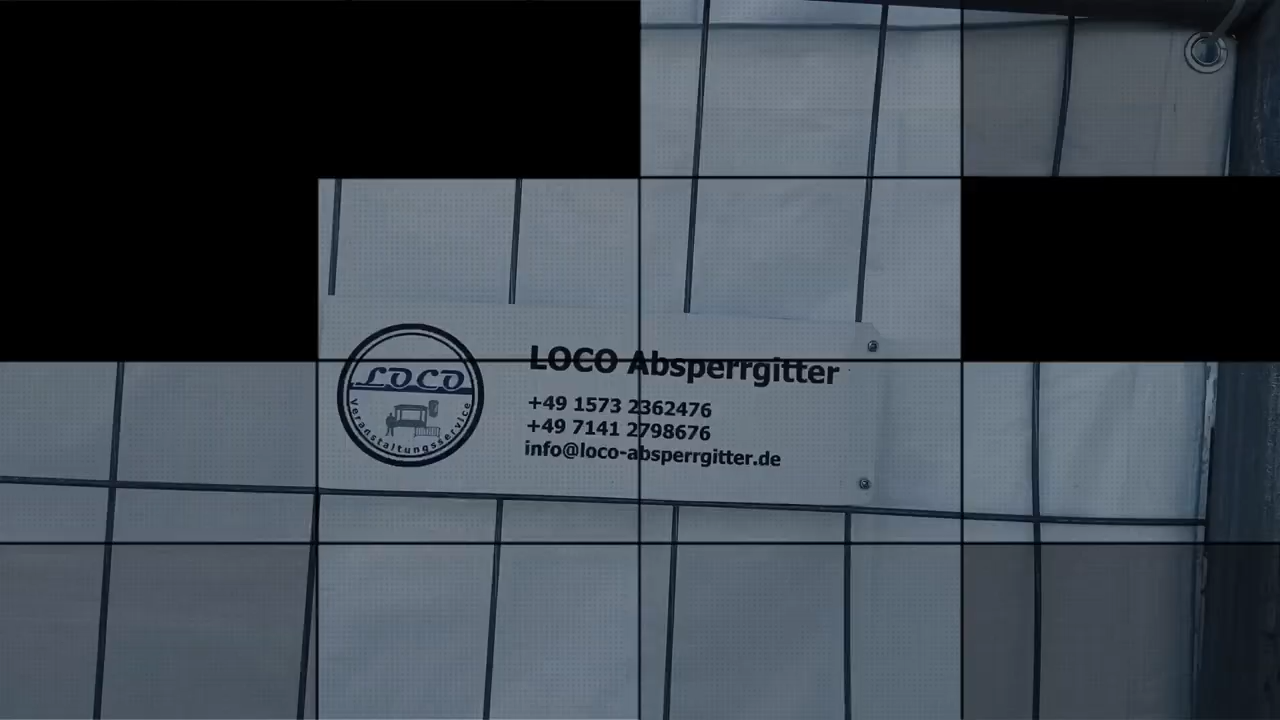 LOCO
Veranstaltungsservice
LOCO Absperrgitter
+49 1573 2362476
+49 7141 2798676
info@loco-absperrgitter.de